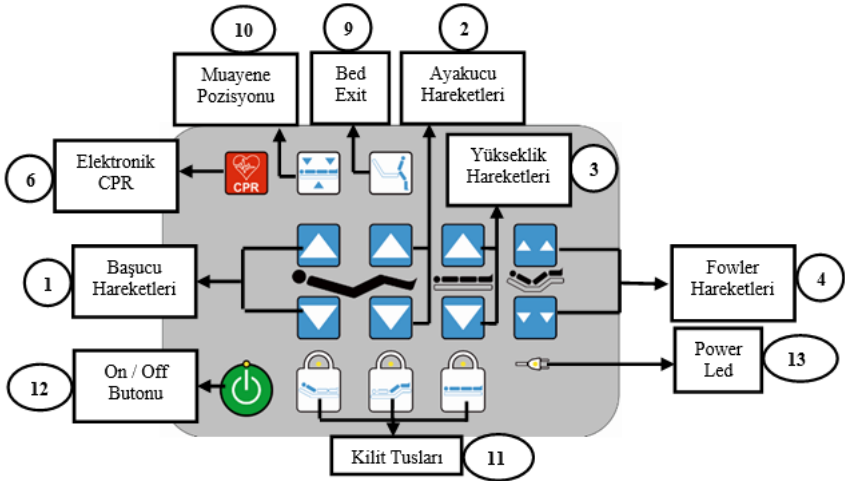 10
9
2
Muayene
Pozisyonu
Bed
Exit
Ayakucu
Hareketleri
6
Elektronik
CPR
CPR
Yükseklik
Hareketleri
3
1
Başucu
Hareketleri
Fowler
Hareketleri
4
12
On / Off
Butonu
Power
Led
13
Kilit Tusları
11